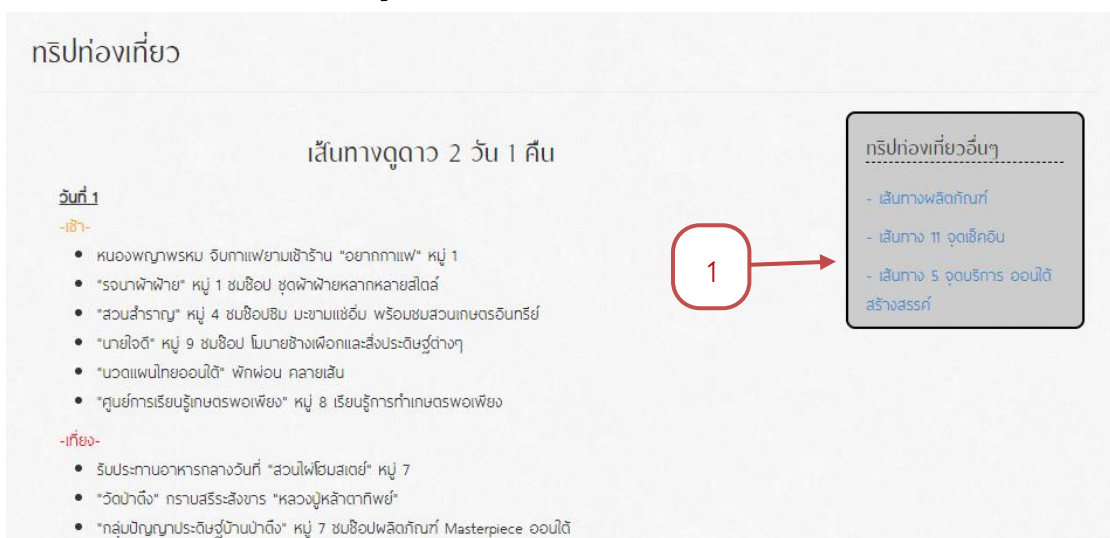 ทริปท่องเที่ยว
เส้นทางดูดาว 2 วัน 1 คืน
วันที่ 1
-เช้า-
หนองพญาพรหม จิบกาแฟยามเช้าร้าน "อยากกาแฟ" หมู่ 1
"รจนาผ้าฝ้าย" หมู่ 1 ชมช๊อป ชุดผ้าฝ้ายหลากหลายสไตล์
"สวนสำราญ" หมู่ 4 ชมช๊อปชิม มะขามแช่อิ่ม พร้อมชมสวนเกษตรอินทรีย์
"นายใจดี" หมู่ 9 ชมช๊อป โมบายช้างเผือกและสิ่งประดิษฐ์ต่างๆ
"นวดแผนไทยออนใต้" พักผ่อน คลายเส้น
"ศูนย์การเรียนรู้เกษตรพอเพียง" หมู่ 8 เรียนรู้การทำเกษตรพอเพียง
-เที่ยง-
รับประทานอาหารกลางวันที่ "สวนไผ่โฮมสเตย์" หมู่ 7
"วัดป่าตึง" กราบสรีระสังขาร "หลวงปู่หล้าตาทิพย์"
"กลุ่มปัญญาประดิษฐ์บ้านป่าตึง" หมู่ 7 ชมช๊อปผลิตภัณฑ์ Masterpiece ออนใต้
ทริปท่องเที่ยวอื่นๆ
- เส้นทางผลิตภัณฑ์
- เส้นทาง 11 จุดเช็คอิน
- เส้นทาง 5 จุดบริการ ออนใต้
สร้างสรรค์
1